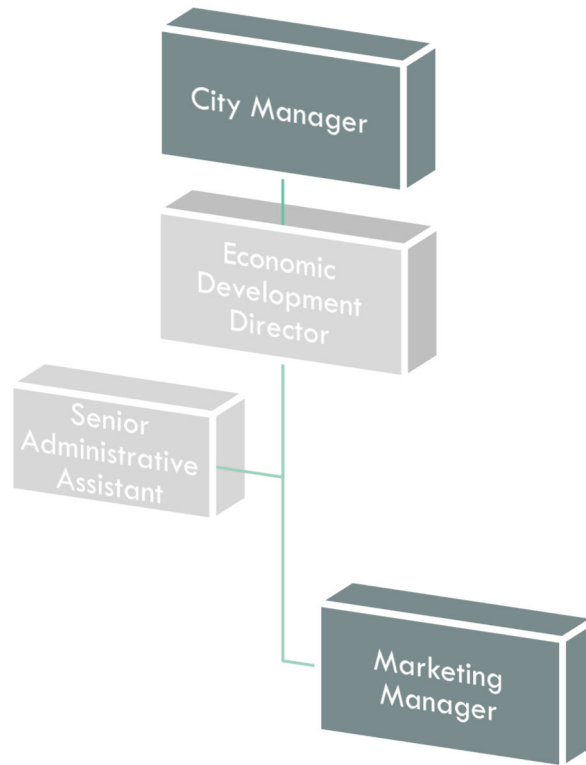 City Manager
Economic
Development
Director
Senior
Administrative
Assistant
Marketing
Manager